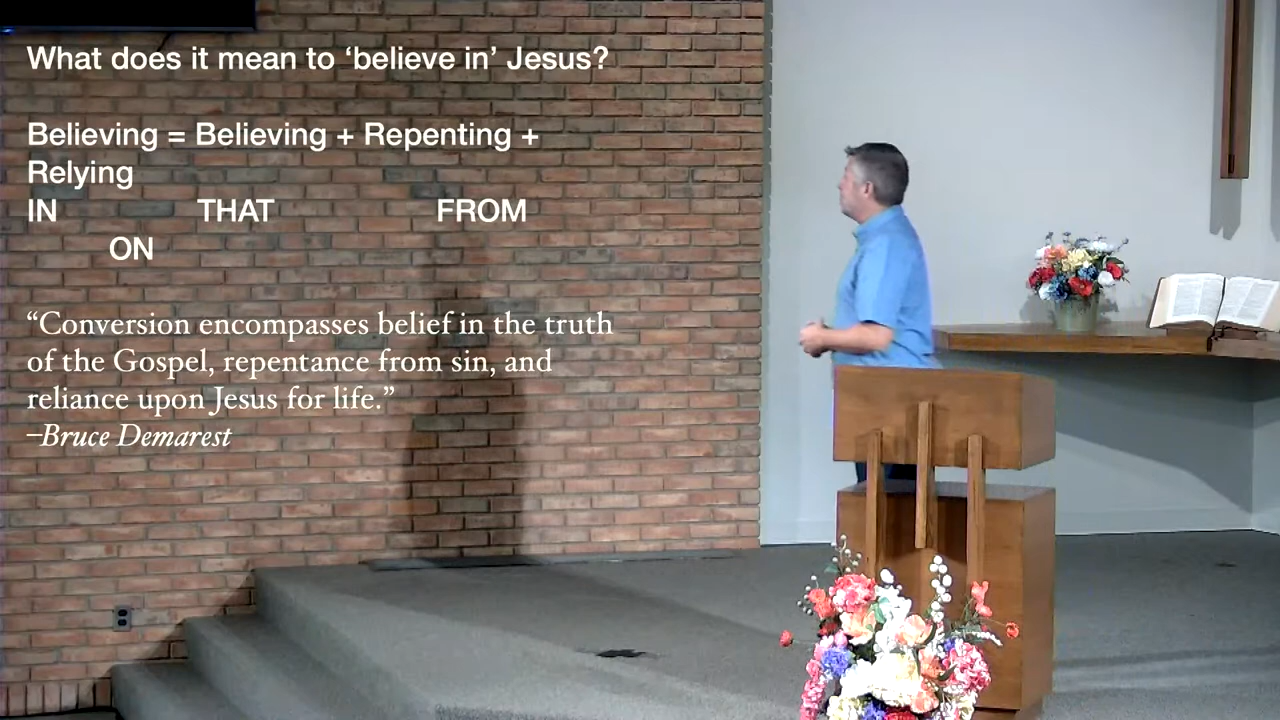 What does it mean to ‘believe in’ Jesus?
Believing = Believing + Repenting +
Relying
IN THAT FROM
ON
“Conversion encompasses belief in the truth
of the Gospel, repentance from sin, and
reliance upon Jesus for life.”
–Bruce Demarest